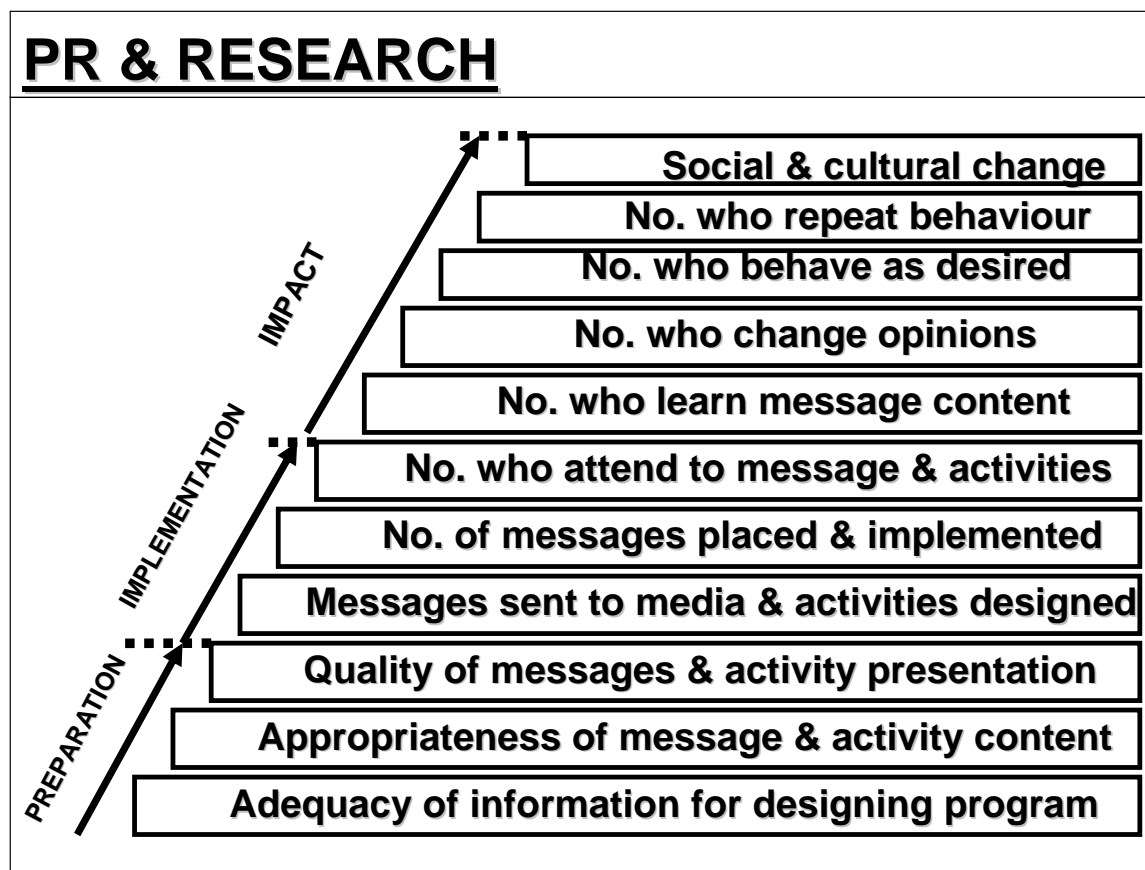 PR & RESEARCH
Social & cultural change
No. who repeat behaviour
No. who behave as desired
IMPACT
No. who change opinions
No. who learn message content
No. who attend to message & activities
IMPLEMENTATION
No. of messages placed & implemented
Messages sent to media & activities designed
Quality of messages & activity presentation
PREPARATION
Appropriateness of message & activity content
Adequacy of information for designing program